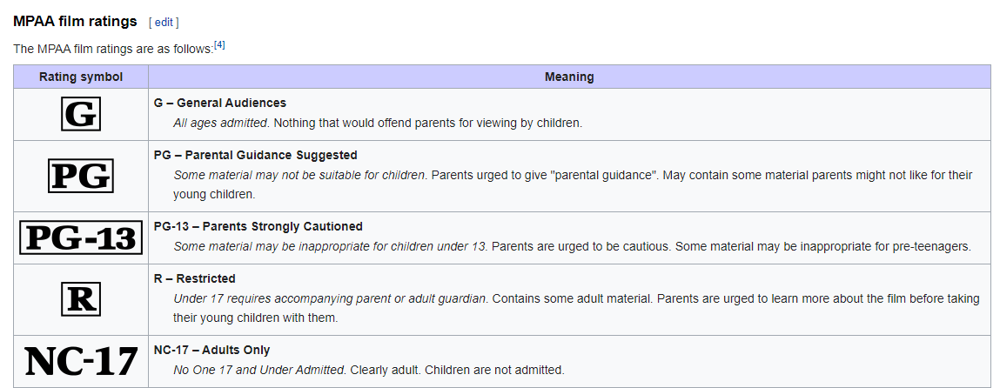 MPAA film ratings [ edit ]
The MPAA film ratings are as follows:[4]
Rating symbol Meaning
G
G – General Audiences
All ages admitted. Nothing that would offend parents for viewing by children.
PG
PG – Parental Guidance Suggested
Some material may not be suitable for children. Parents urged to give "parental guidance". May contain some material parents might not like for their
young children.
PG-13
PG-13 – Parents Strongly Cautioned
Some material may be inappropriate for children under 13. Parents are urged to be cautious. Some material may be inappropriate for pre-teenagers.
R
R – Restricted
Under 17 requires accompanying parent or adult guardian. Contains some adult material. Parents are urged to learn more about the film before taking
their young children with them.
NC-17
NC-17 – Adults Only
No One 17 and Under Admitted. Clearly adult. Children are not admitted.